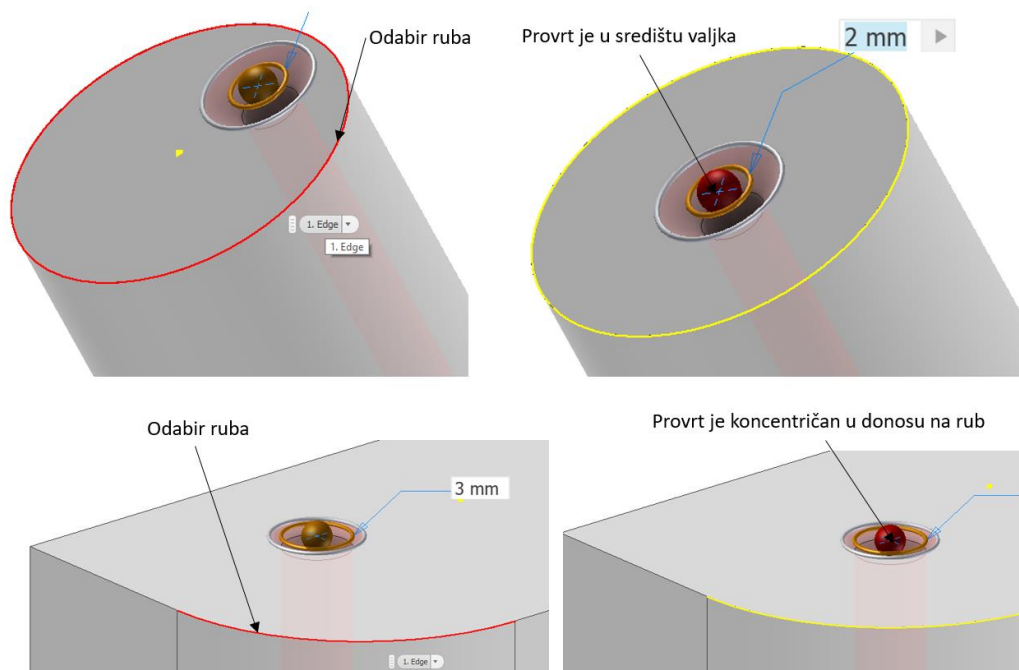 Odabir ruba
Provrt je u središtu valjka
2 mm
1. Edge
1. Edge
Odabir ruba
Provrt je koncentričan u donosu na rub
3 mm
1. Edge